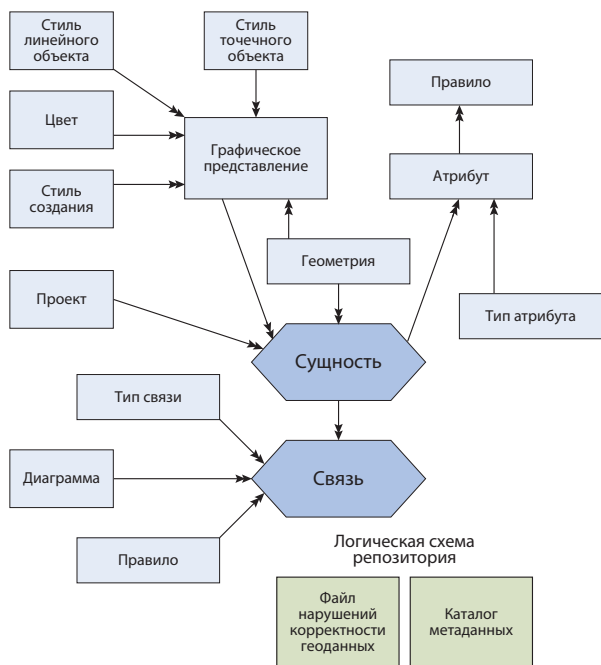 Стиль
линейного
объекта
Стиль
точечного
объекта
Правило
Цвет
Графическое
представление
Атрибут
Стиль
создания
Геометрия
Проект
Тип атрибута
Сущность
Тип связи
Диаграмма
Связь
Правило
Логическая схема
репозитория
Файл
нарушений
корректности
геоданных
Каталог
метаданных